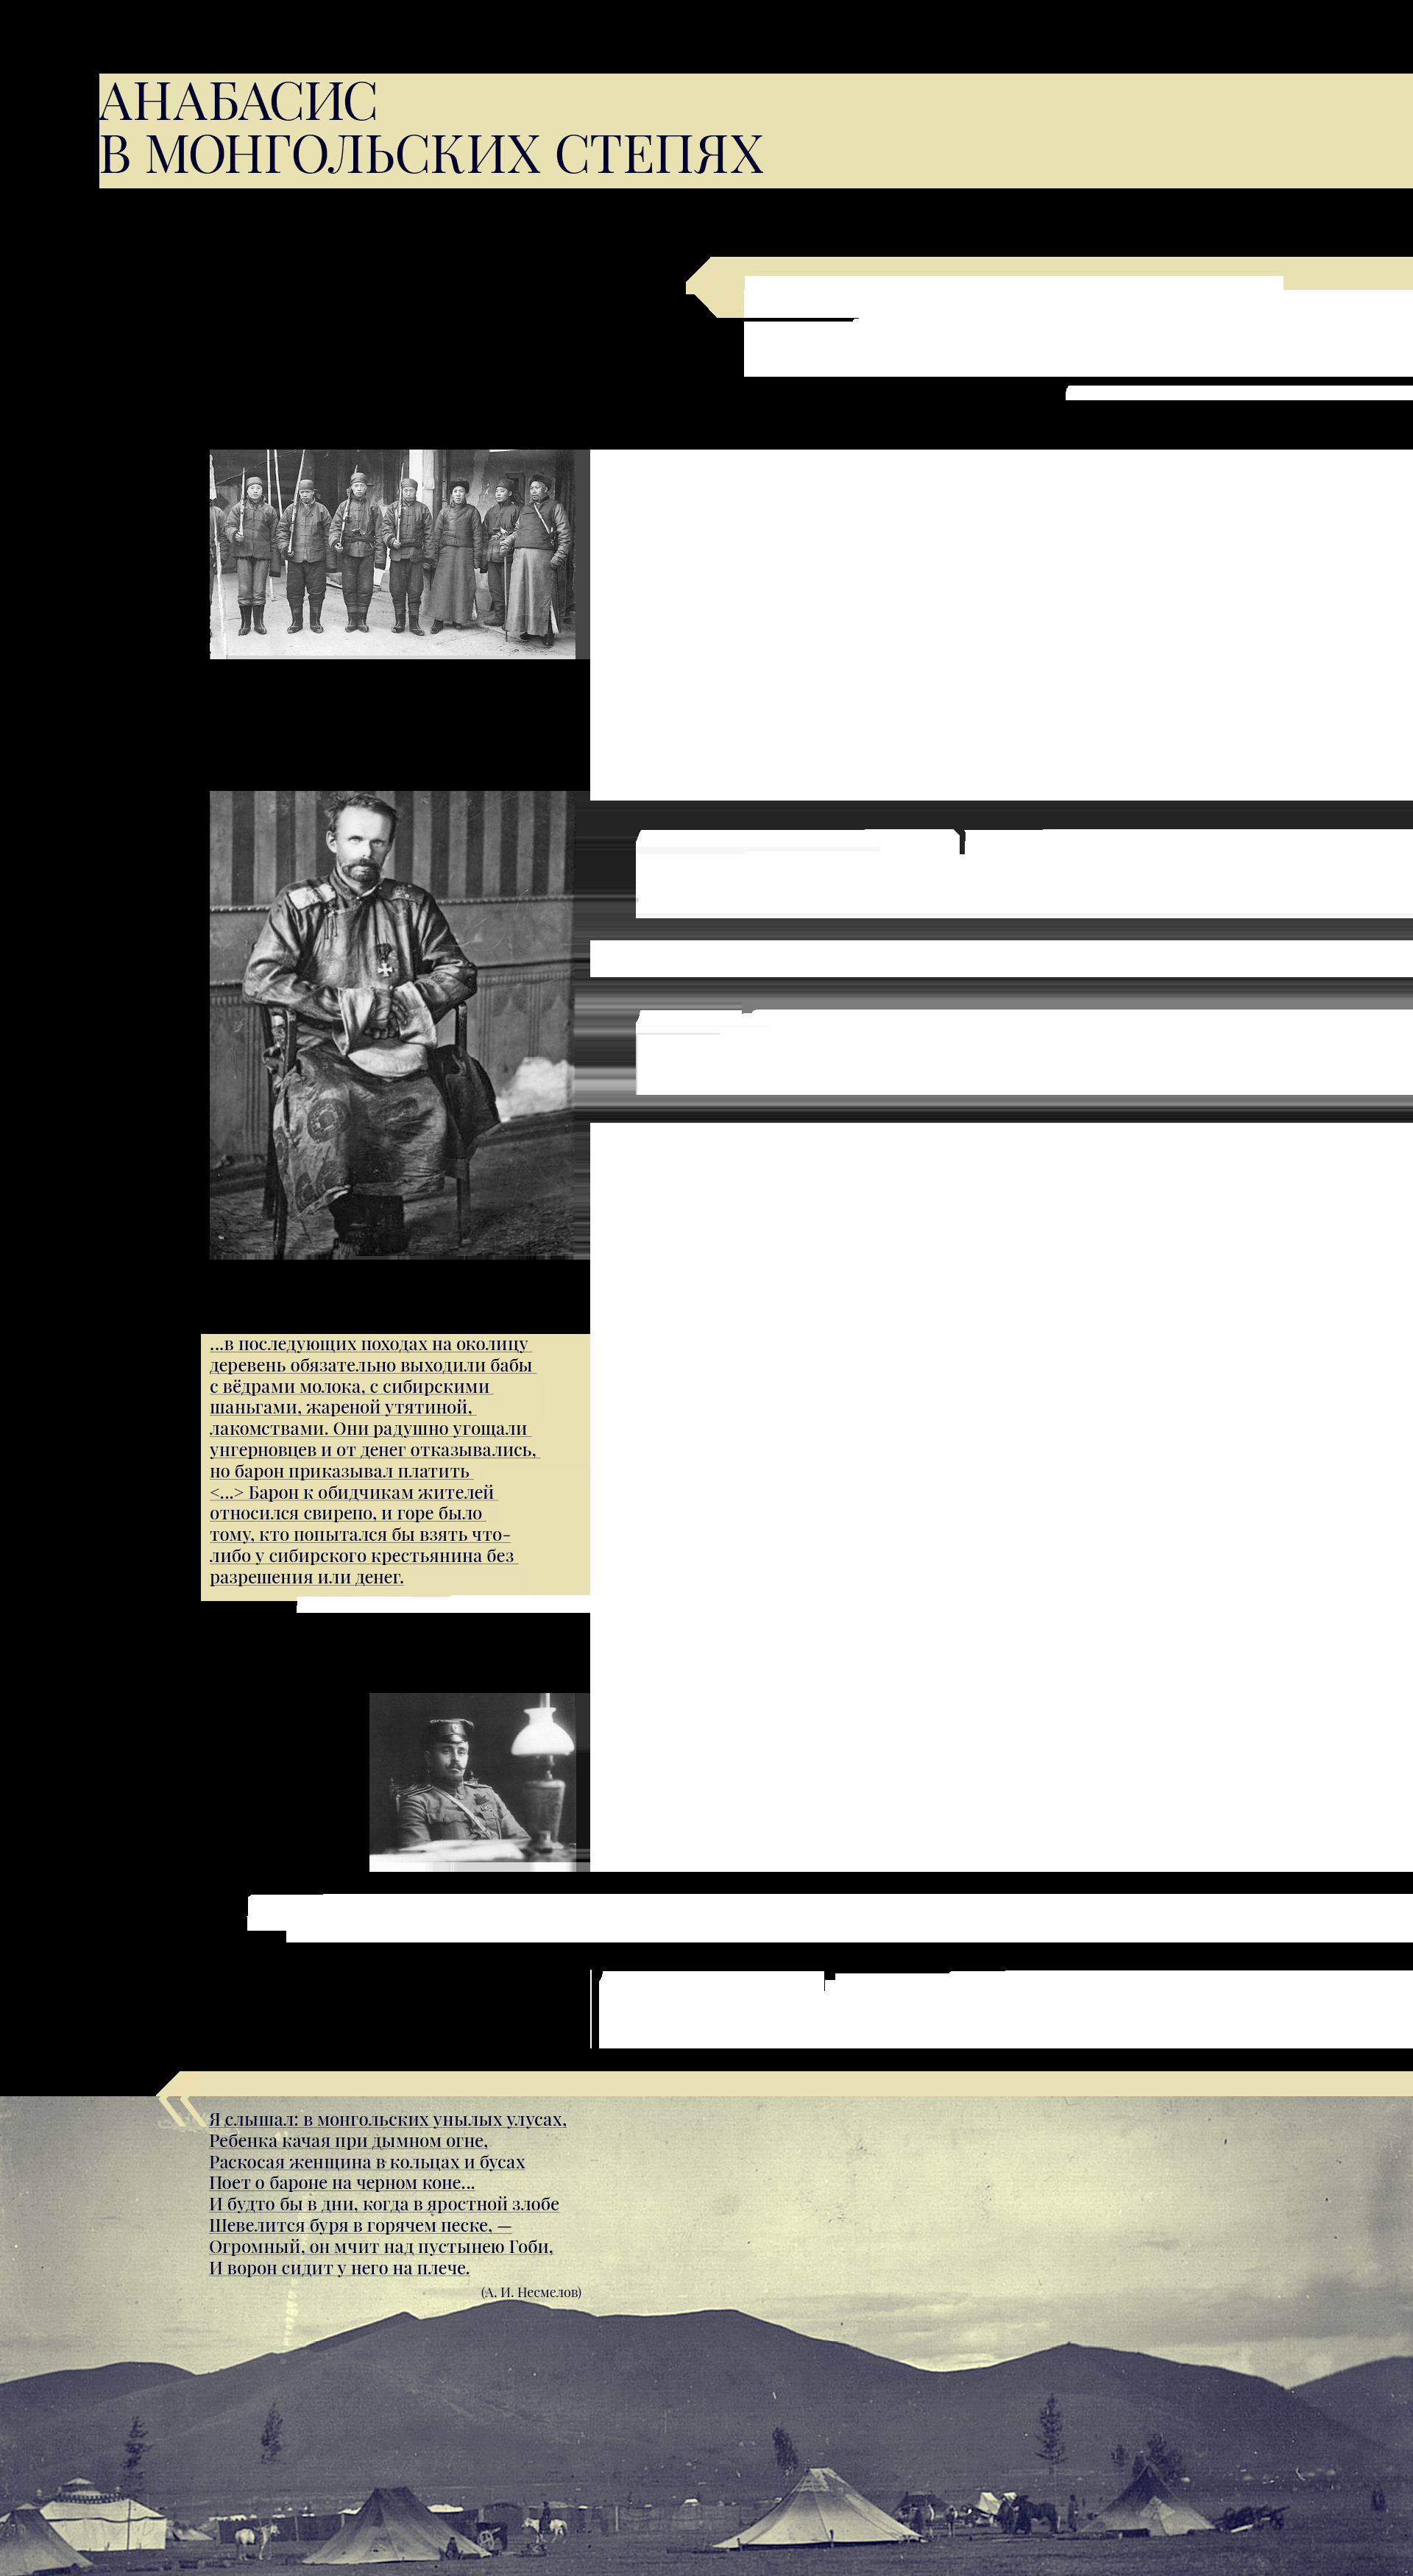 АНАБАСИС
В МОНГОЛЬСКИХ СТЕПЯХ
...в последующих походах на околицу
деревень обязательно выходили бабы
с вёдрами молока, с сибирскими
шаньгами, жареной утятиной,
лакомствами. Они радушно угощали
унгерновцев и от денег отказывались,
но барон приказывал платить
<...> Барон к обидчикам жителей
относился свирепо, и горе было
тому, кто попытался бы взять что-
либо у сибирского крестьянина без
разрешения или денег.
Я слышал: в монгольских унылых улусах,
Ребенка качая при дымном огне,
Раскосая женщина в кольцах и бусах
Поет о бароне на черном коне...
И будто бы в дни, когда в яростной злобе
Шевелится буря в горячем песке, —
Огромный, он мчит над пустынею Гоби,
И ворон сидит у него на плече.
(А. И. Несмелов)